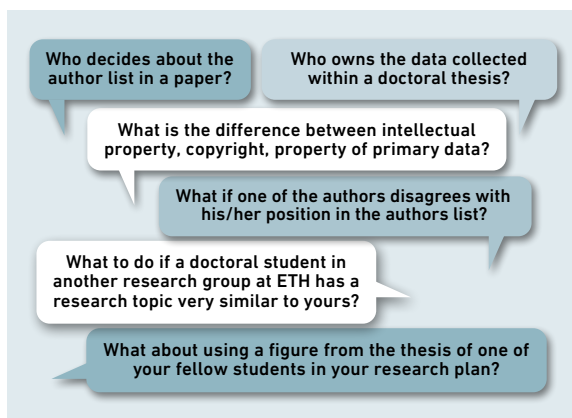 Who decides about the
author list in a paper?
Who owns the data collected
within a doctoral thesis?
What is the difference between intellectual
property, copyright, property of primary data?
What if one of the authors disagrees with
his/her position in the authors list?
What to do if a doctoral student in
another research group at ETH has a
research topic very similar to yours?
What about using a figure from the thesis of one of
your fellow students in your research plan?